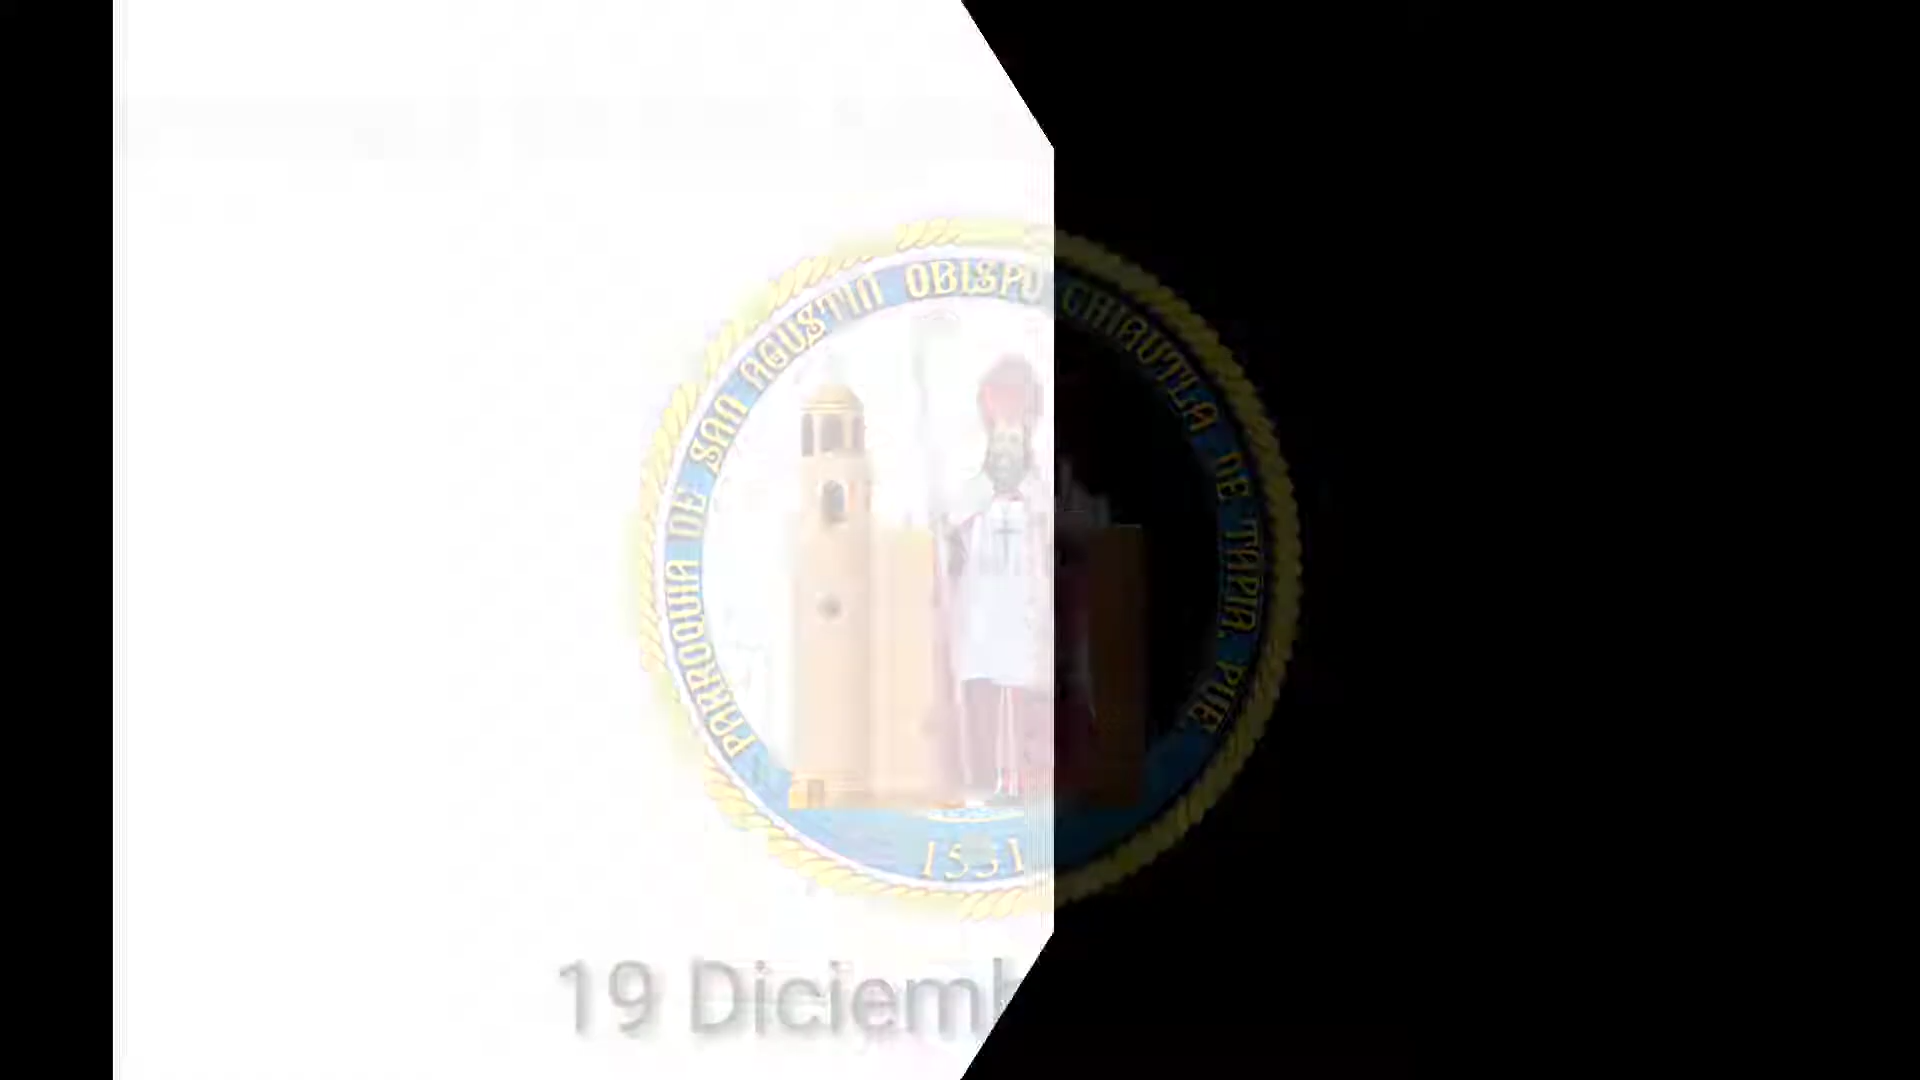 PARROQUIA DE SAN AGUSTIN OBISPO CHIAUTLA DE TAPIA, PUE.
1531
19 Diciemb